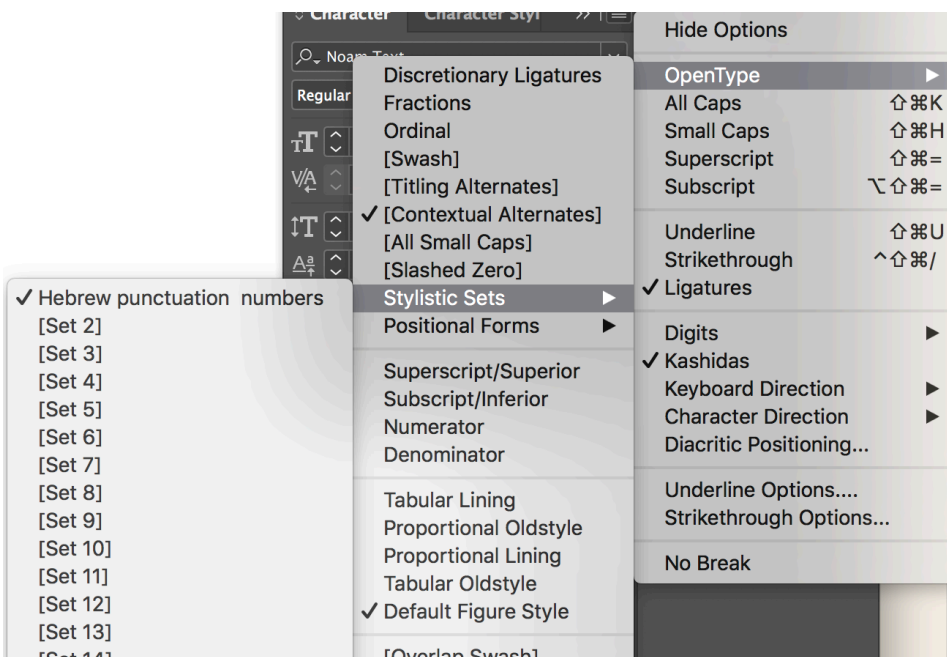 Character
Character Styl
Noam Text
Regular
Hide Options
OpenType
All Caps ⇧⌘K
Small Caps ⇧⌘H
Superscript ⇧⌘=
Subscript ⌥⇧⌘=
Underline ⇧⌘U
Strikethrough ^⇧⌘/
✓ Ligatures
Digits
✓ Kashidas
Keyboard Direction
Character Direction
Diacritic Positioning...
Underline Options....
Strikethrough Options...
No Break
Discretionary Ligatures
Fractions
Ordinal
[Swash]
[Titling Alternates]
✓ [Contextual Alternates]
[All Small Caps]
[Slashed Zero]
Stylistic Sets
Positional Forms
Superscript/Superior
Subscript/Inferior
Numerator
Denominator
Tabular Lining
Proportional Oldstyle
Proportional Lining
Tabular Oldstyle
✓ Default Figure Style
[Overlap Swash]
✓ Hebrew punctuation numbers
[Set 2]
[Set 3]
[Set 4]
[Set 5]
[Set 6]
[Set 7]
[Set 8]
[Set 9]
[Set 10]
[Set 11]
[Set 12]
[Set 13]
[Set 14]